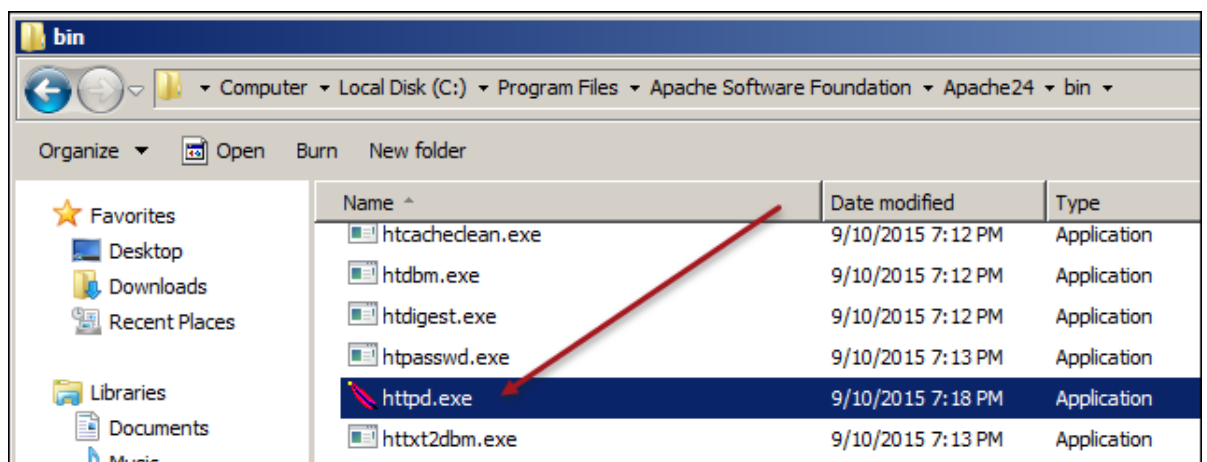 bin
Computer Local Disk (C:) Program Files Apache Software Foundation Apache24 bin
Organize Open Burn New folder
Favorites
Desktop
Downloads
Recent Places
Libraries
Documents
Music
Name Date modified Type
htcacheclean.exe 9/10/2015 7:12 PM Application
htdbm.exe 9/10/2015 7:12 PM Application
htdigest.exe 9/10/2015 7:12 PM Application
htpasswd.exe 9/10/2015 7:13 PM Application
httpd.exe 9/10/2015 7:18 PM Application
httxt2dbm.exe 9/10/2015 7:13 PM Application